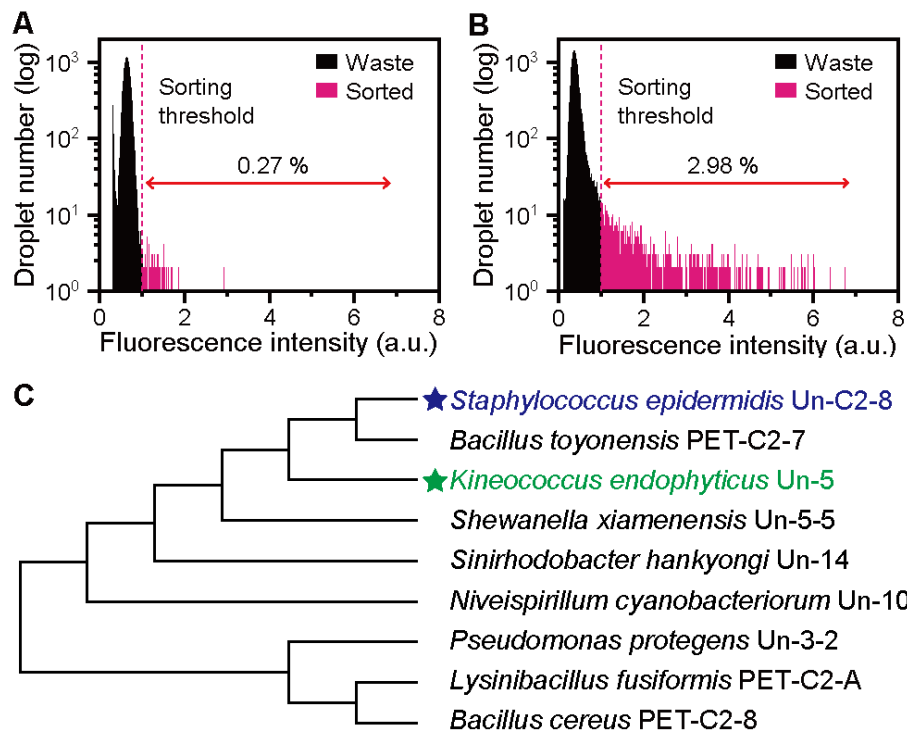 A
Droplet number (log)
10³
10²
10¹
10⁰
Waste
Sorted
Sorting
threshold
0.27 %
0 2 4 6 8
Fluorescence intensity (a.u.)
B
Droplet number (log)
10³
10²
10¹
10⁰
Waste
Sorted
Sorting
threshold
2.98 %
0 2 4 6 8
Fluorescence intensity (a.u.)
C
Staphylococcus epidermidis Un-C2-8
Bacillus toyonensis PET-C2-7
Kineococcus endophyticus Un-5
Shewanella xiamenensis Un-5-5
Sinirhodobacter hankyongi Un-14
Niveispirillum cyanobacteriorum Un-10
Pseudomonas protegens Un-3-2
Lysinibacillus fusiformis PET-C2-A
Bacillus cereus PET-C2-8